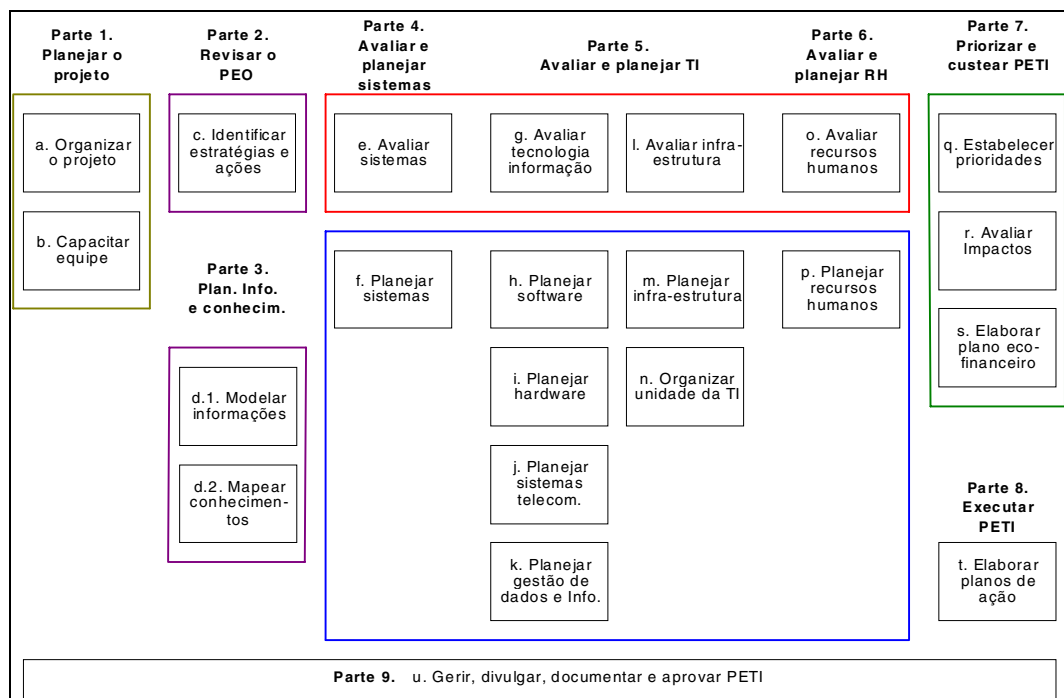 Parte 1.
Planejar o
projeto
Parte 2.
Revisar o
PEO
Parte 4.
Avaliar e
planejar
sistemas
Parte 5.
Avaliar e planejar TI
Parte 6.
Avaliar e
planejar RH
Parte 7.
Priorizar e
custear PETI
a. Organizar
o projeto
b. Capacitar
equipe
c. Identificar
estratégias e
ações
Parte 3.
Plan. Info.
e conhecim.
d.1. Modelar
informações
d.2. Mapear
conhecimen-
tos
e. Avaliar
sistemas
f. Planejar
sistemas
g. Avaliar
tecnologia
informação
h. Planejar
software
i. Planejar
hardware
j. Planejar
sistemas
telecom.
k. Planejar
gestão de
dados e Info.
l. Avaliar infra-
estrutura
m. Planejar
infra-estrutura
n. Organizar
unidade da TI
o. Avaliar
recursos
humanos
p. Planejar
recursos
humanos
q. Estabelecer
prioridades
r. Avaliar
Impactos
s. Elaborar
plano eco-
financeiro
Parte 8.
Executar
PETI
t. Elaborar
planos de
ação
Parte 9. u. Gerir, divulgar, documentar e aprovar PETI